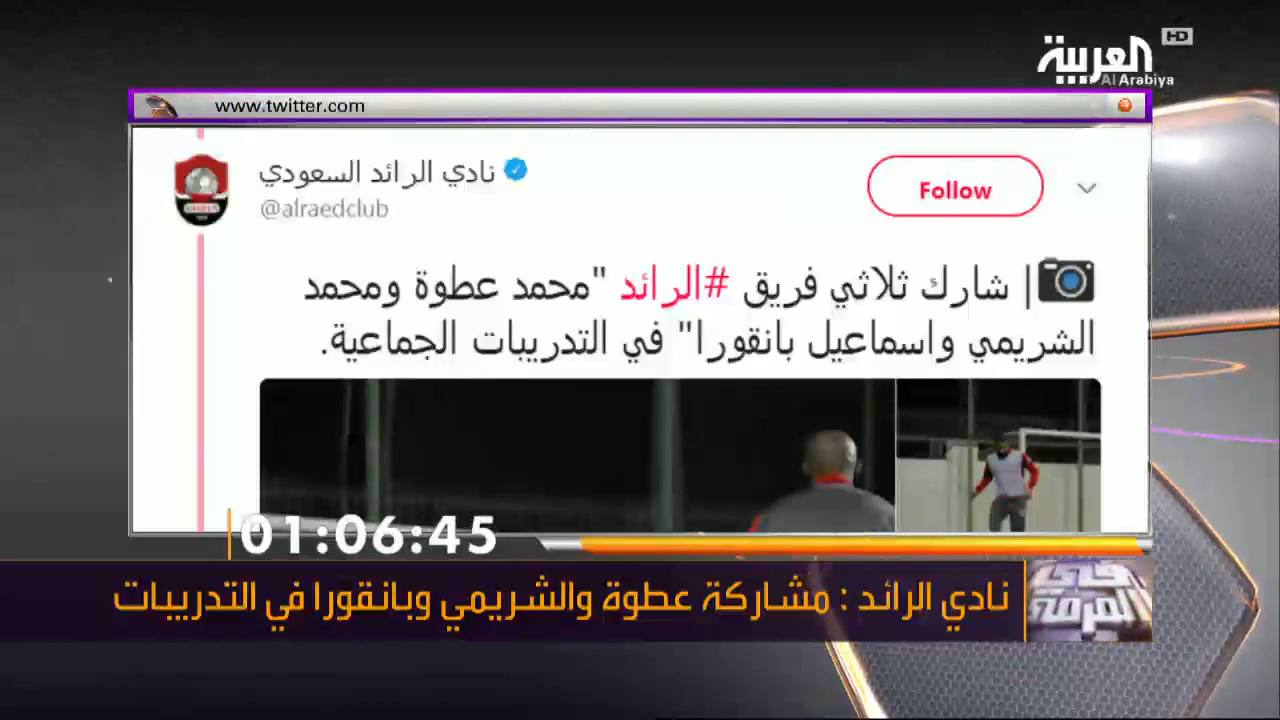 العربية HD
Al Arabiya
www.twitter.com
نادي الرائد السعودي
@alraedclub
Follow
| شارك ثلاثي فريق #الرائد "محمد عطوة ومحمد
الشريمي واسماعيل بانقورا" في التدريبات الجماعية.
01:06:45
نادي الرائد : مشاركة عطوة والشريمي وبانقورا في التدريبات
في المرمى